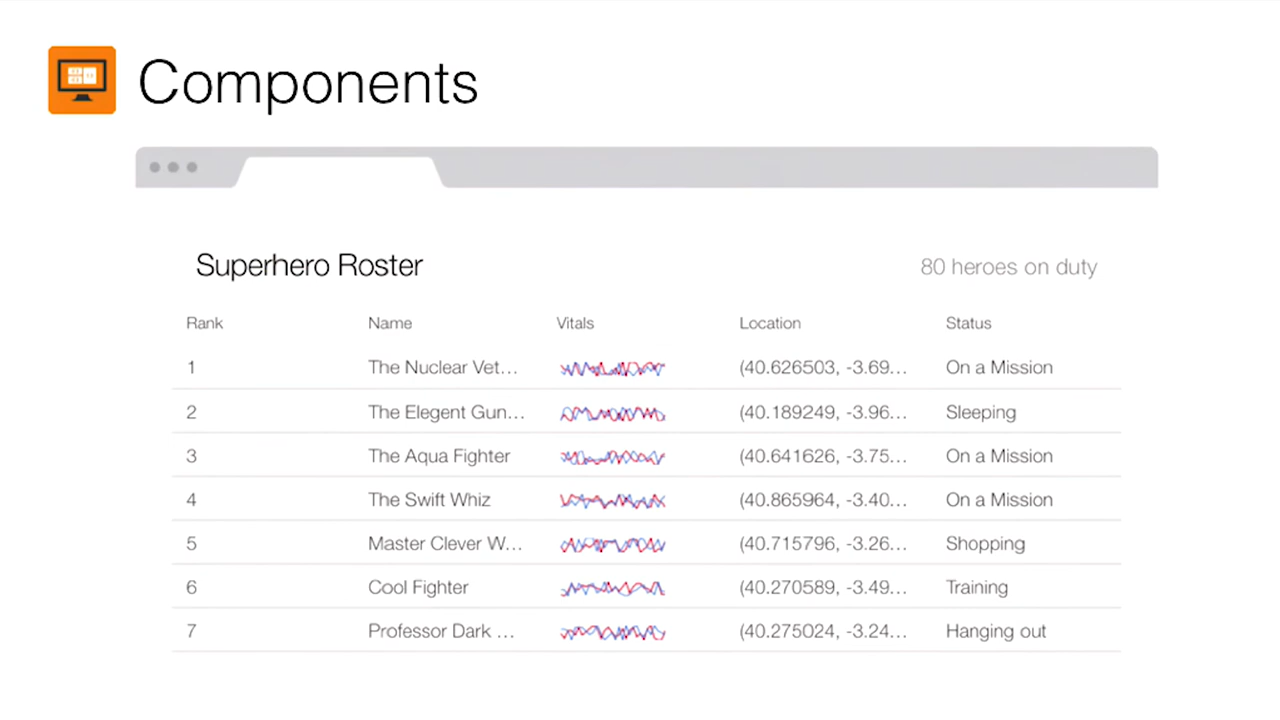 Components
Superhero Roster
80 heroes on duty
Rank Name Vitals Location Status
1 The Nuclear Vet... (40.626503, -3.69... On a Mission
2 The Elegent Gun... (40.189249, -3.96... Sleeping
3 The Aqua Fighter (40.641626, -3.75... On a Mission
4 The Swift Whiz (40.865964, -3.40... On a Mission
5 Master Clever W... (40.715796, -3.26... Shopping
6 Cool Fighter (40.270589, -3.49... Training
7 Professor Dark ... (40.275024, -3.24... Hanging out